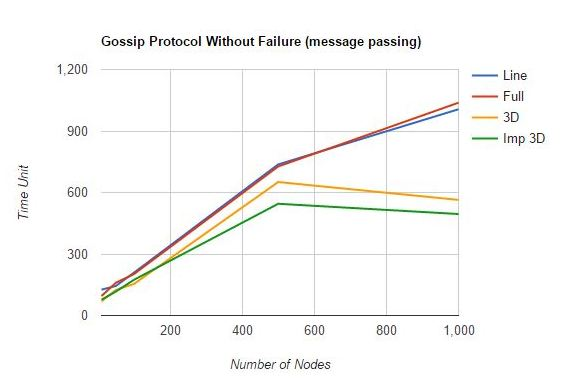 Gossip Protocol Without Failure (message passing)
1,200
900
600
300
0
Time Unit
200 400 600 800 1,000
Number of Nodes
Line
Full
3D
Imp 3D